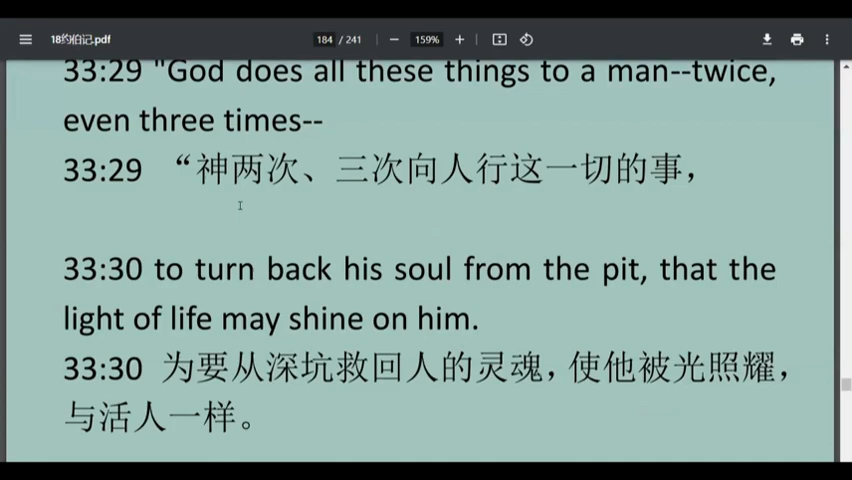 18约伯记.pdf
184 / 241
159%
33:29 "God does all these things to a man--twice,
even three times--
33:29 “神两次、三次向人行这一切的事，
33:30 to turn back his soul from the pit, that the
light of life may shine on him.
33:30 为要从深坑救回人的灵魂，使他被光照耀，
与活人一样。